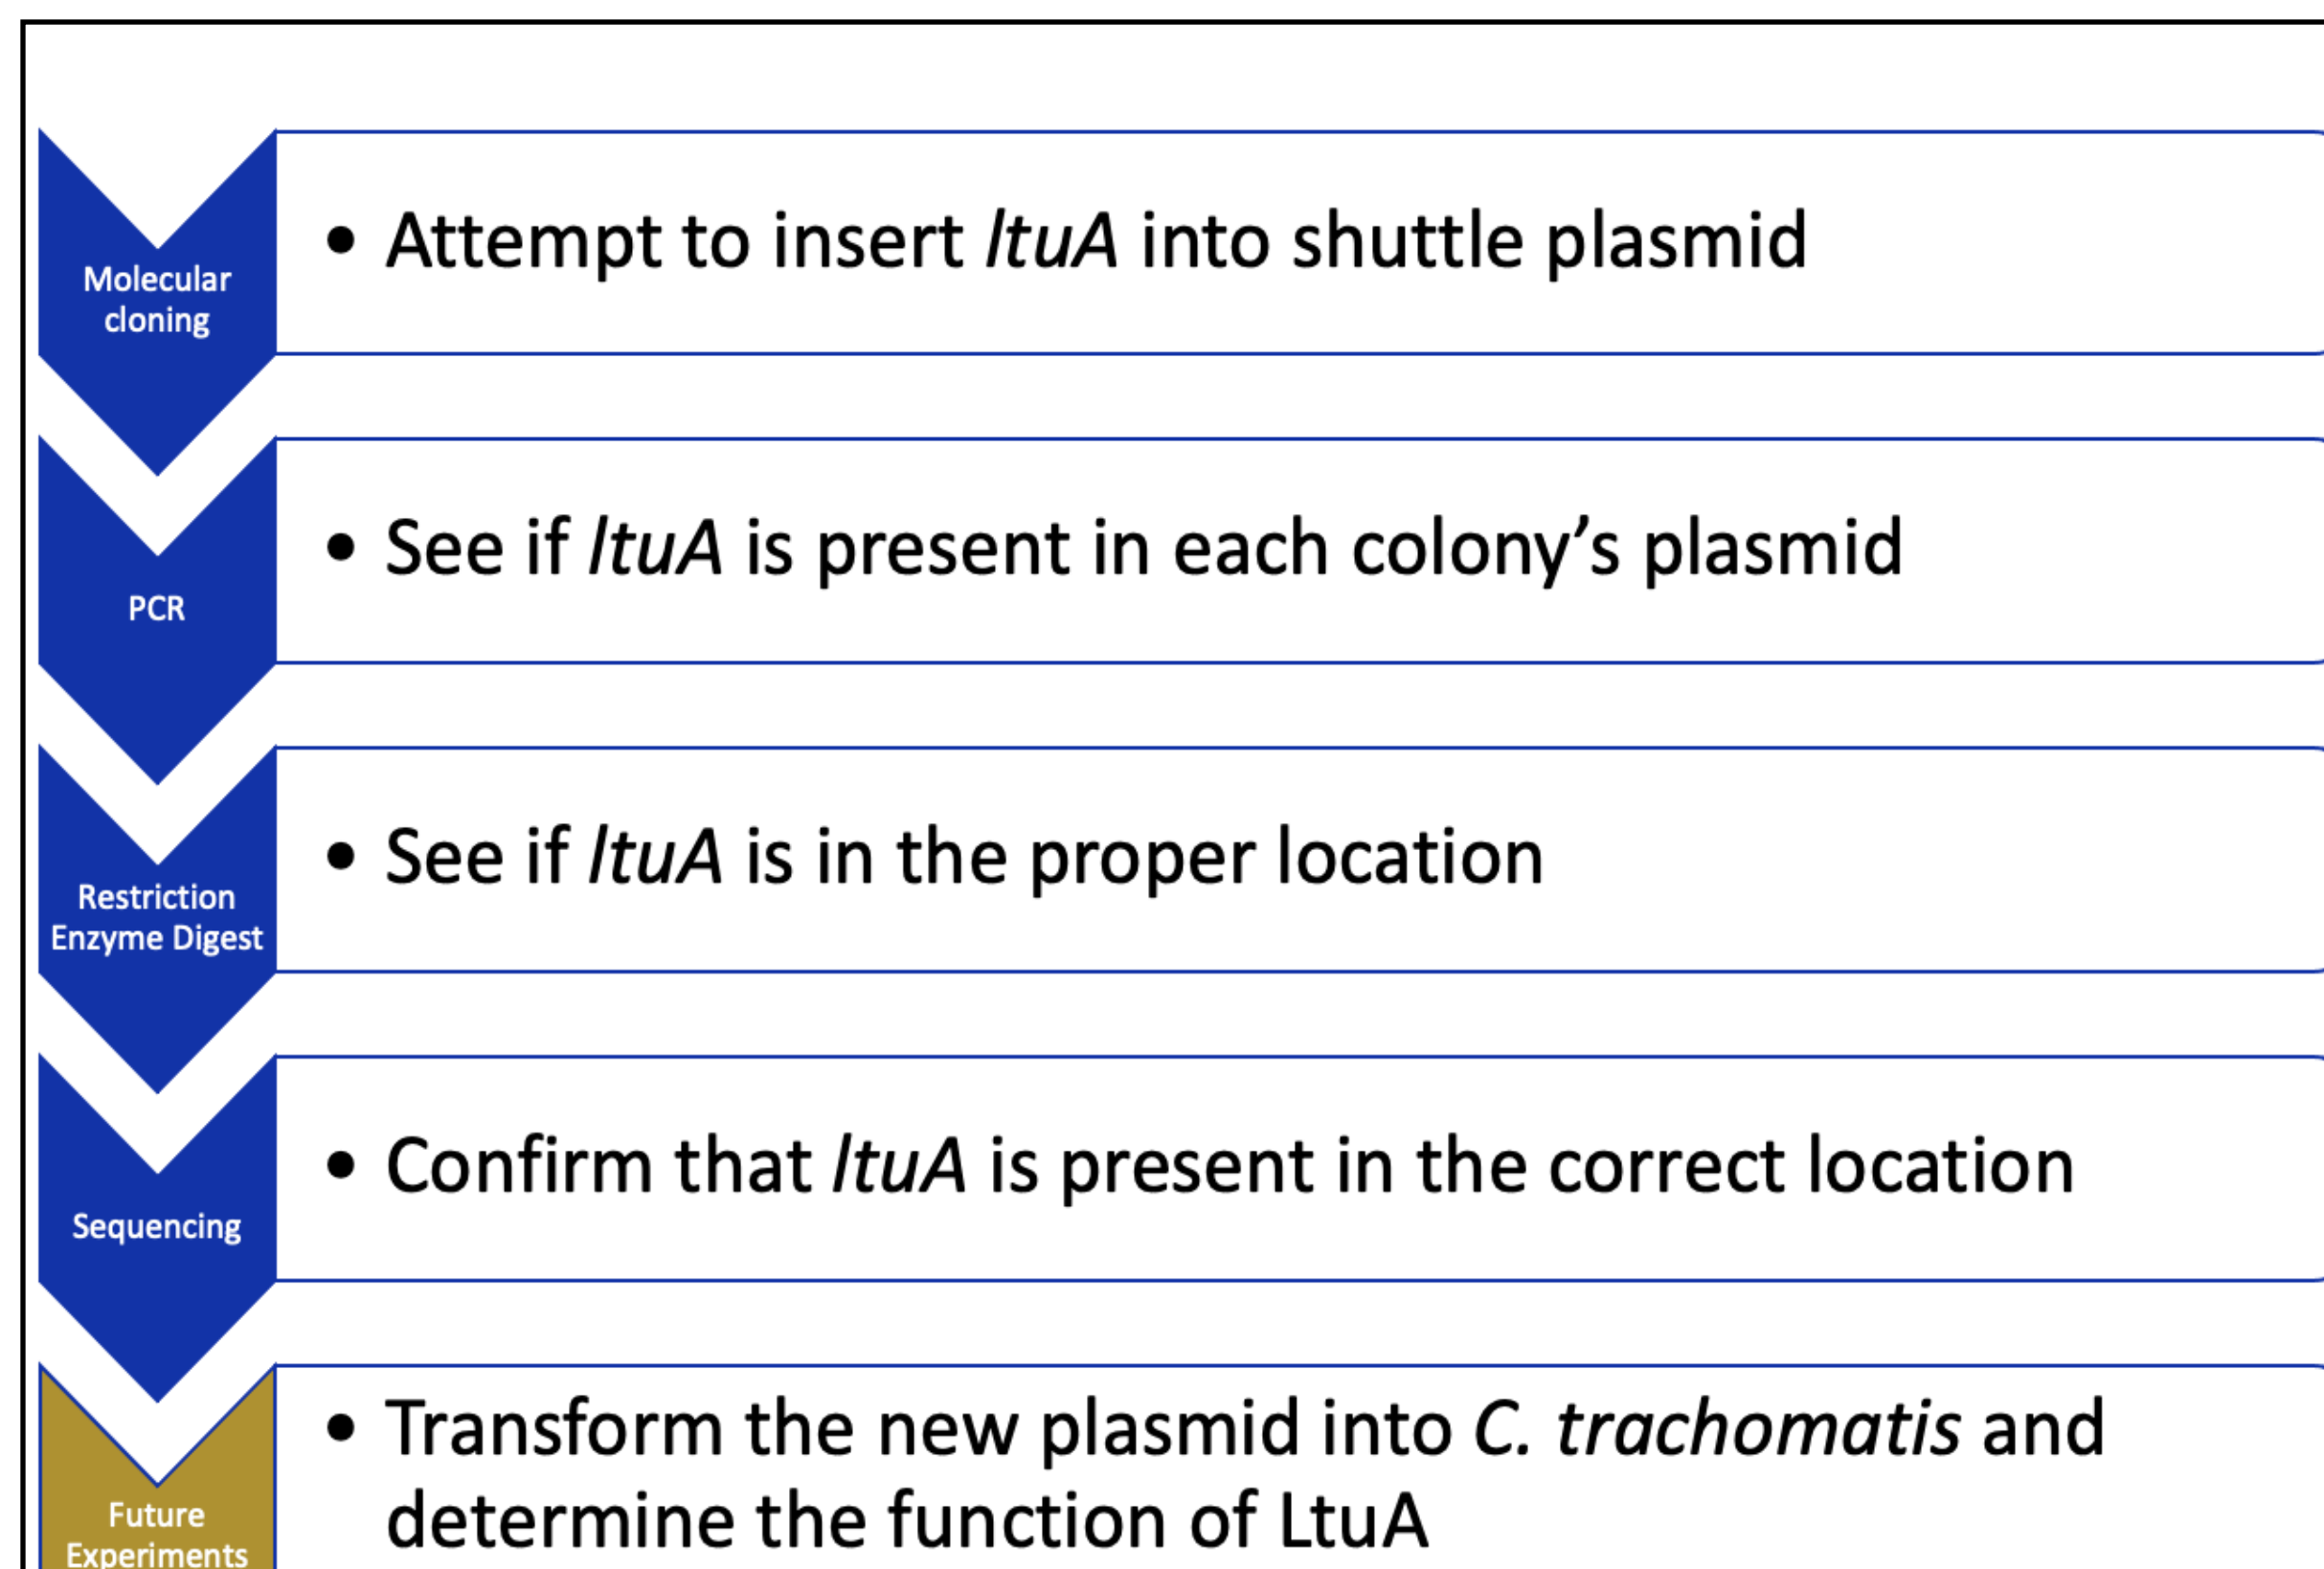 Molecular
cloning
• Attempt to insert ltuA into shuttle plasmid
PCR
• See if ltuA is present in each colony’s plasmid
Restriction
Enzyme Digest
• See if ltuA is in the proper location
Sequencing
• Confirm that ltuA is present in the correct location
Future
Experiments
• Transform the new plasmid into C. trachomatis and
determine the function of LtuA